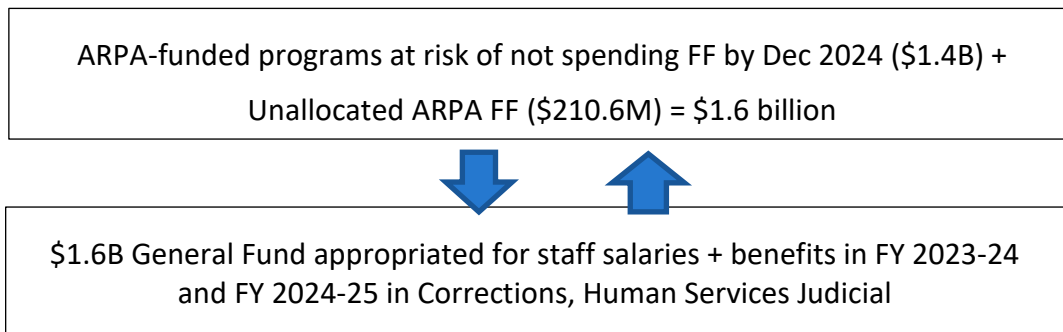 ARPA-funded programs at risk of not spending FF by Dec 2024 ($1.4B) +
Unallocated ARPA FF ($210.6M) = $1.6 billion
$1.6B General Fund appropriated for staff salaries + benefits in FY 2023-24
and FY 2024-25 in Corrections, Human Services Judicial